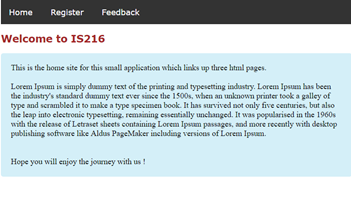 Home Register Feedback
Welcome to IS216
This is the home site for this small application which links up three html pages.
Lorem Ipsum is simply dummy text of the printing and typesetting industry. Lorem Ipsum has been
the industry's standard dummy text ever since the 1500s, when an unknown printer took a galley of
type and scrambled it to make a type specimen book. It has survived not only five centuries, but also
the leap into electronic typesetting, remaining essentially unchanged. It was popularised in the 1960s
with the release of Letraset sheets containing Lorem Ipsum passages, and more recently with desktop
publishing software like Aldus PageMaker including versions of Lorem Ipsum.
Hope you will enjoy the journey with us !